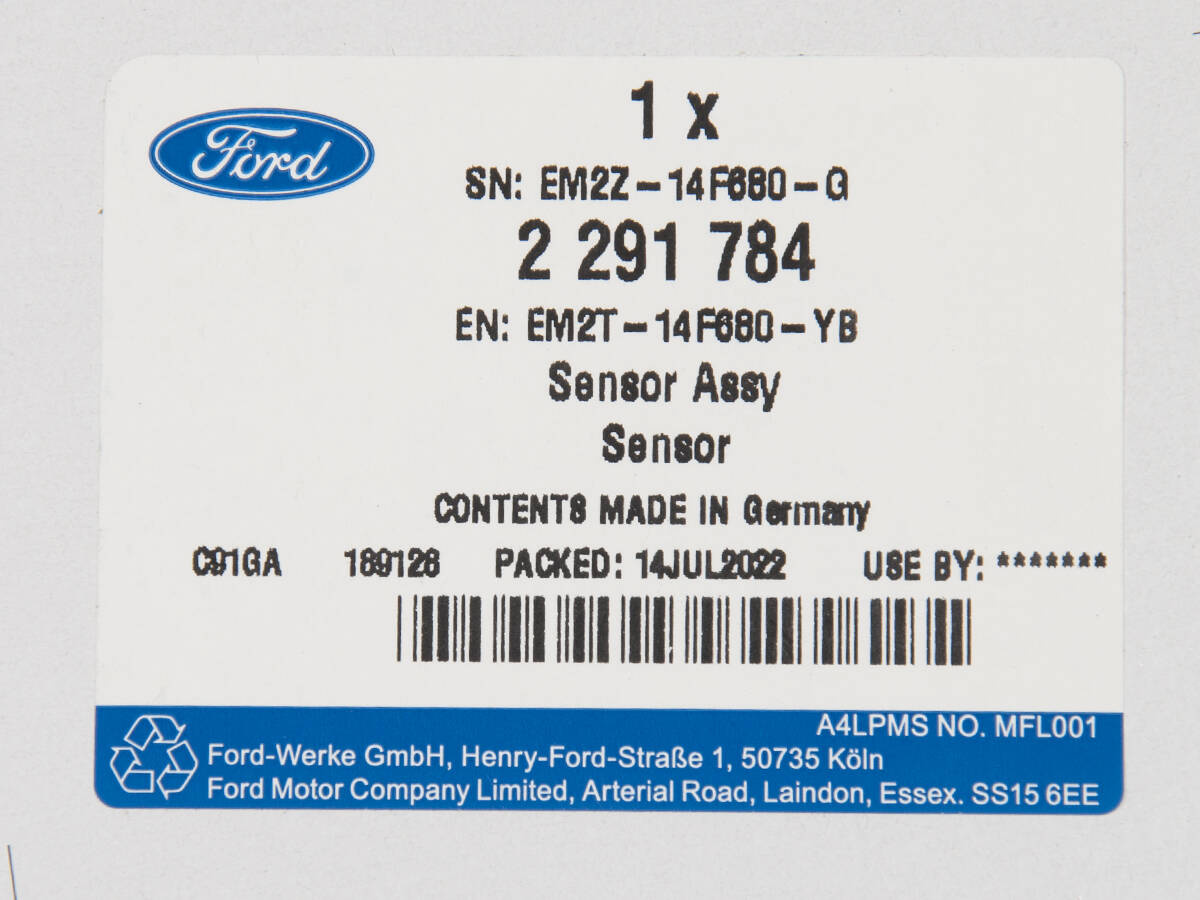 Ford
1 x
SN: EM2Z-14F680-G
2 291 784
EN: EM2T-14F680-YB
Sensor Assy
Sensor
CONTENTS MADE IN Germany
C91GA 189126 PACKED: 14JUL2022 USE BY: *******
A4LPMS NO. MFL001
Ford-Werke GmbH, Henry-Ford-Straße 1, 50735 Köln
Ford Motor Company Limited, Arterial Road, Laindon, Essex. SS15 6EE